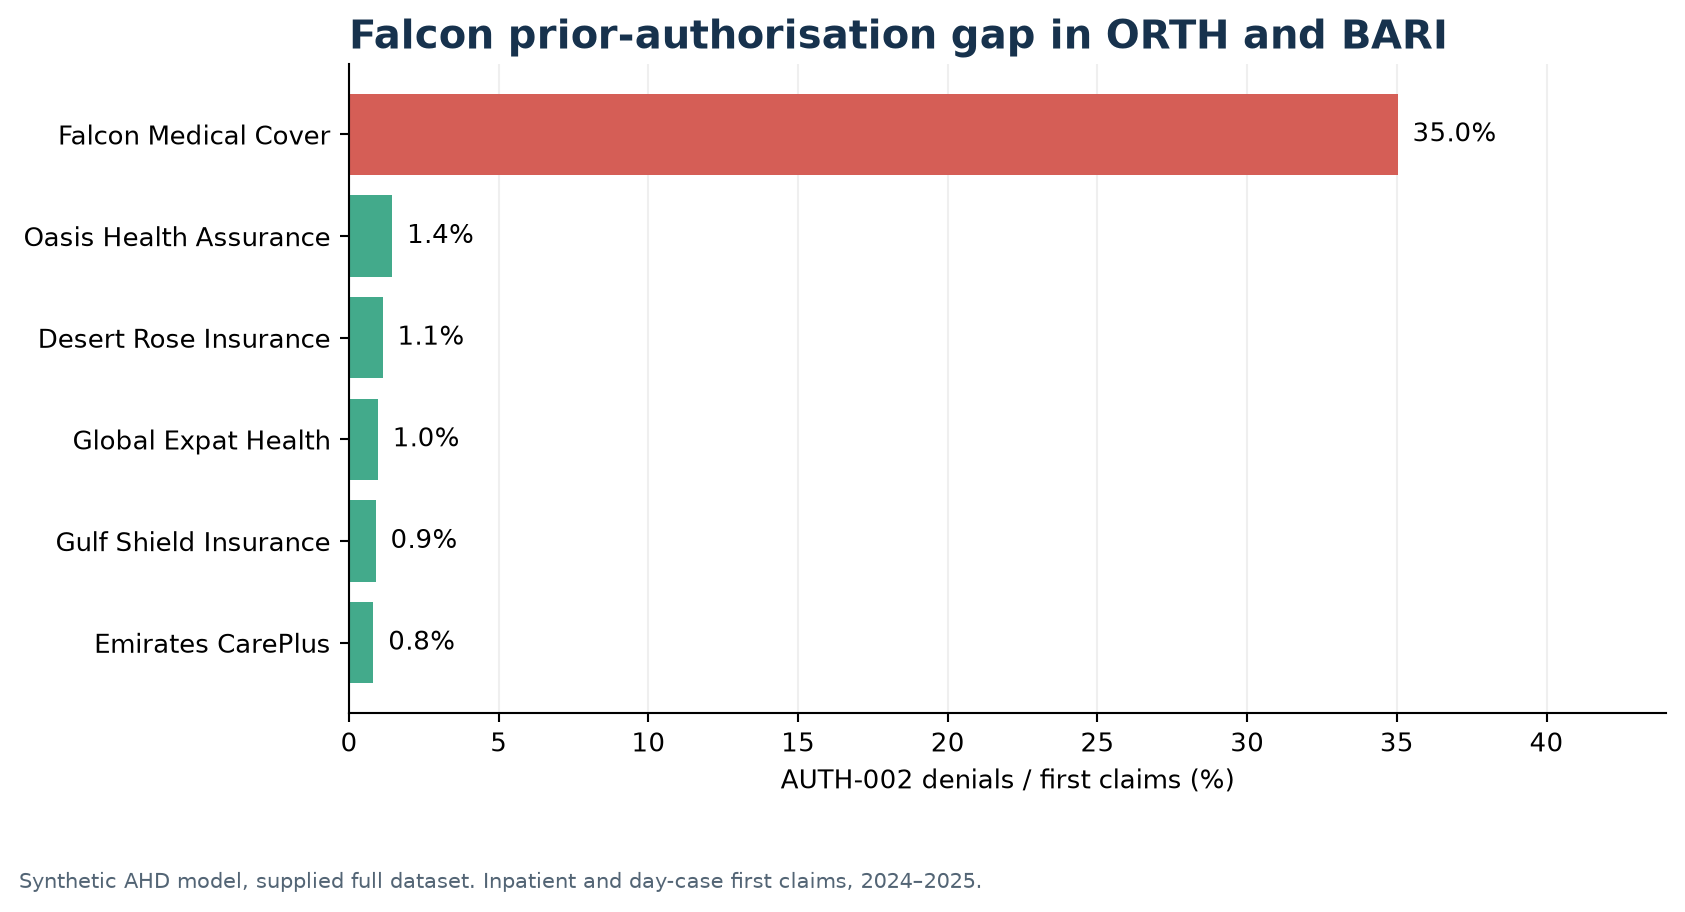 Falcon prior-authorisation gap in ORTH and BARI
Falcon Medical Cover 35.0%
Oasis Health Assurance 1.4%
Desert Rose Insurance 1.1%
Global Expat Health 1.0%
Gulf Shield Insurance 0.9%
Emirates CarePlus 0.8%
0 5 10 15 20 25 30 35 40
AUTH-002 denials / first claims (%)
Synthetic AHD model, supplied full dataset. Inpatient and day-case first claims, 2024–2025.